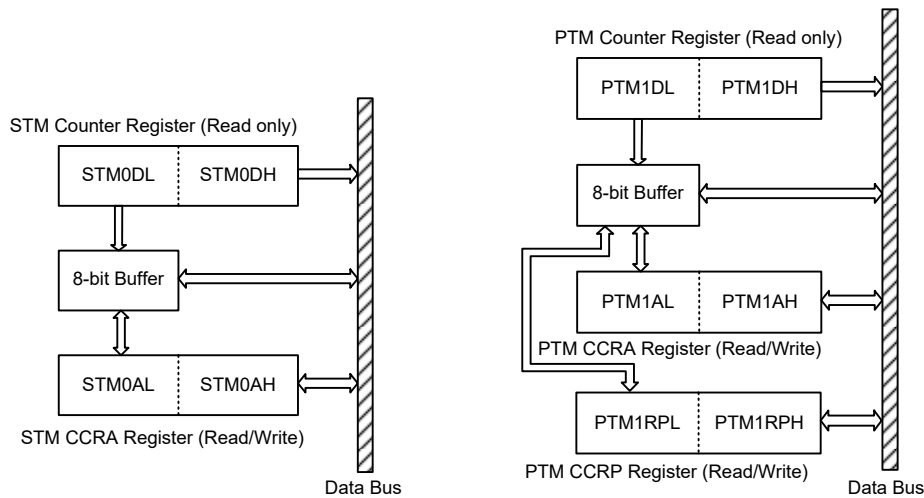 STM Counter Register (Read only)
STM0DL
STM0DH
8-bit Buffer
STM0AL
STM0AH
STM CCRA Register (Read/Write)
Data Bus
PTM Counter Register (Read only)
PTM1DL
PTM1DH
8-bit Buffer
PTM1AL
PTM1AH
PTM CCRA Register (Read/Write)
PTM1RPL
PTM1RPH
PTM CCRP Register (Read/Write)
Data Bus